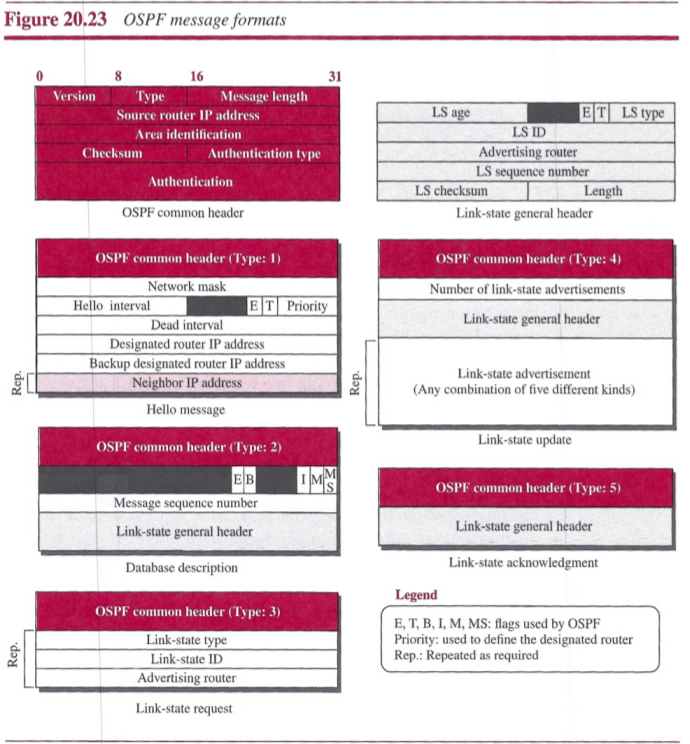 Figure 20.23 OSPF message formats
0 8 16 31
Version Type Message length
Source router IP address
Area identification
Checksum Authentication type
Authentication
OSPF common header
LS age E T LS type
LS ID
Advertising router
LS sequence number
LS checksum Length
Link-state general header
OSPF common header (Type: 1)
Network mask
Hello interval E T Priority
Dead interval
Designated router IP address
Backup designated router IP address
Rep. Neighbor IP address
Hello message
OSPF common header (Type: 4)
Number of link-state advertisements
Link-state general header
Rep.
Link-state advertisement
(Any combination of five different kinds)
Link-state update
OSPF common header (Type: 2)
E B I M M S
Message sequence number
Link-state general header
Database description
OSPF common header (Type: 5)
Link-state general header
Link-state acknowledgment
OSPF common header (Type: 3)
Rep.
Link-state type
Link-state ID
Advertising router
Link-state request
Legend
E, T, B, I, M, MS: flags used by OSPF
Priority: used to define the designated router
Rep.: Repeated as required